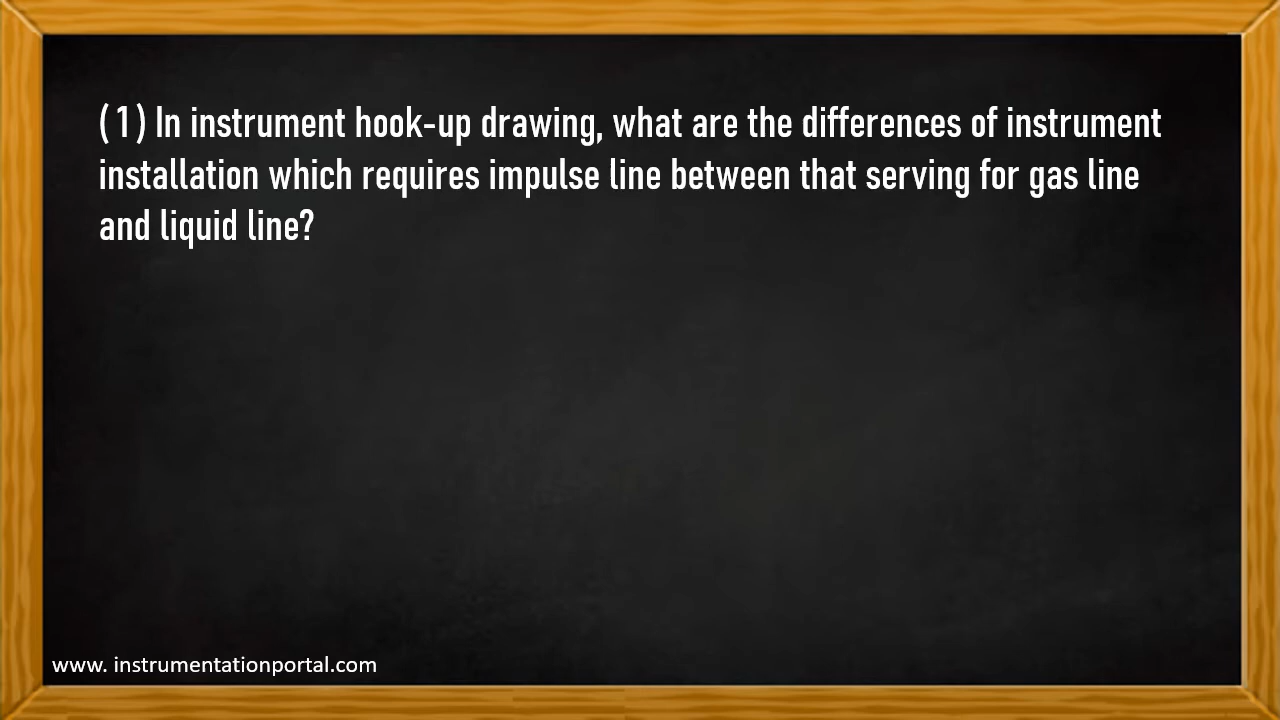 (1) In instrument hook-up drawing, what are the differences of instrument
installation which requires impulse line between that serving for gas line
and liquid line?
www. instrumentationportal.com